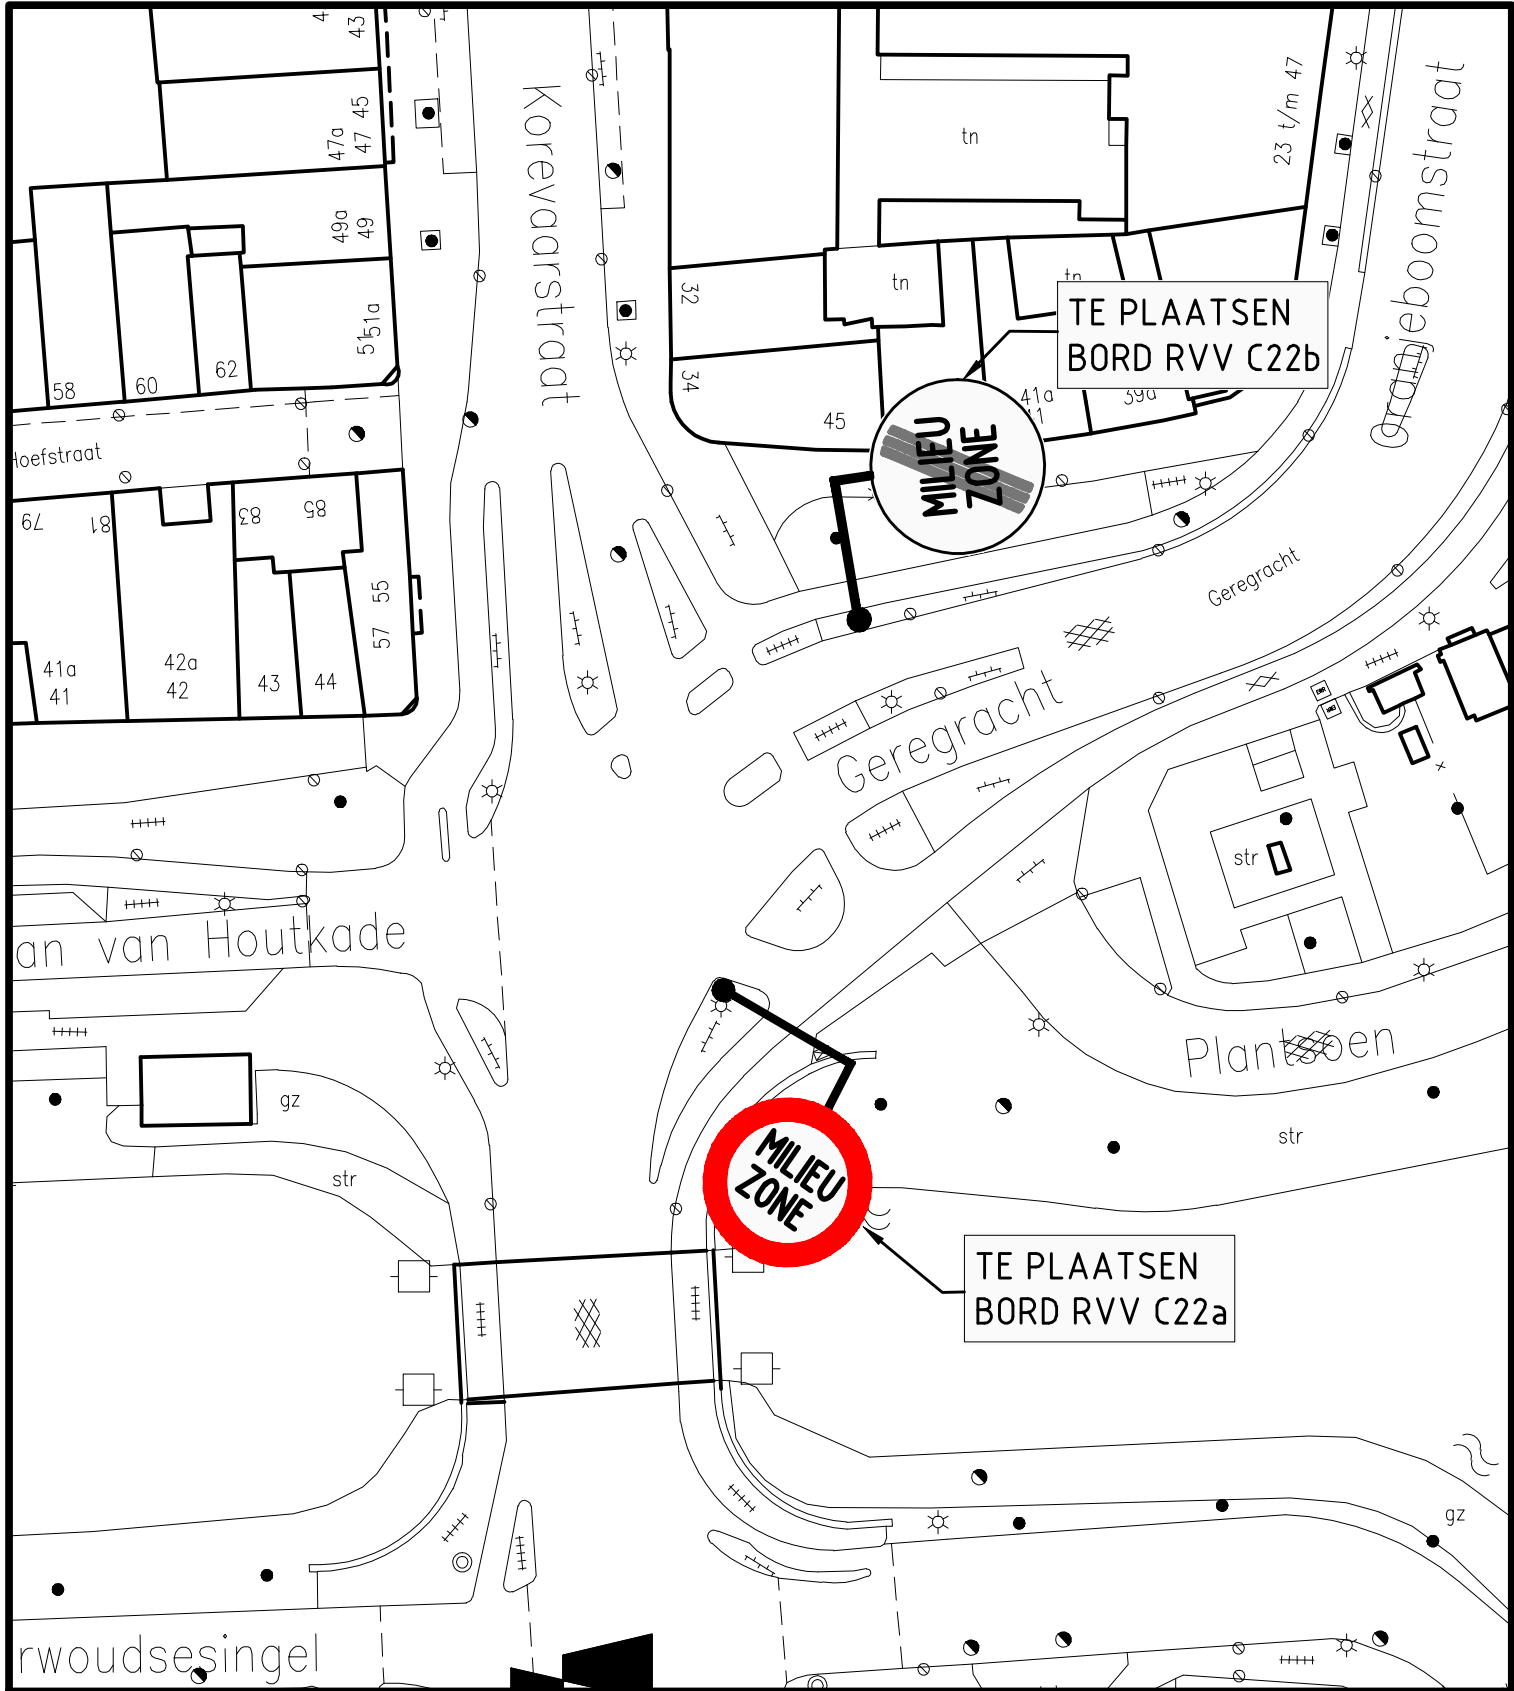 43
45
47a
47
49a
49
51a
51
58
60
62
Hoefstraat
79
81
83
85
55
57
41a
41
42a
42
43
44
Korevaarstraat
32
34
45
tn
tn
tn
23 t/m 47
Oranjeboomstraat
TE PLAATSEN
BORD RVV C22b
41a
39a
MILIEU
ZONE
Geregracht
Geregracht
str
an van Houtkade
gz
str
Plantsoen
str
MILIEU
ZONE
TE PLAATSEN
BORD RVV C22a
gz
rwoudsesingel